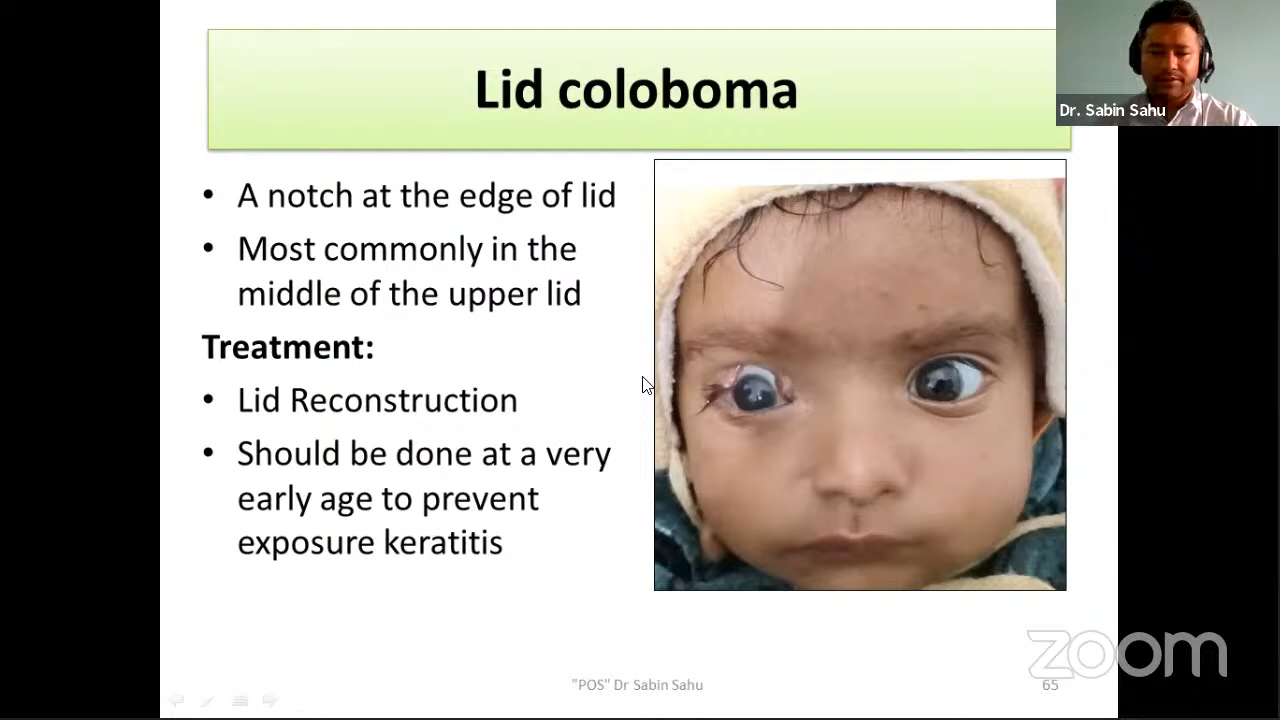 Lid coloboma
Dr. Sabin Sahu
• A notch at the edge of lid
• Most commonly in the
middle of the upper lid
Treatment:
• Lid Reconstruction
• Should be done at a very
early age to prevent
exposure keratitis
zoom
"POS" Dr Sabin Sahu
65